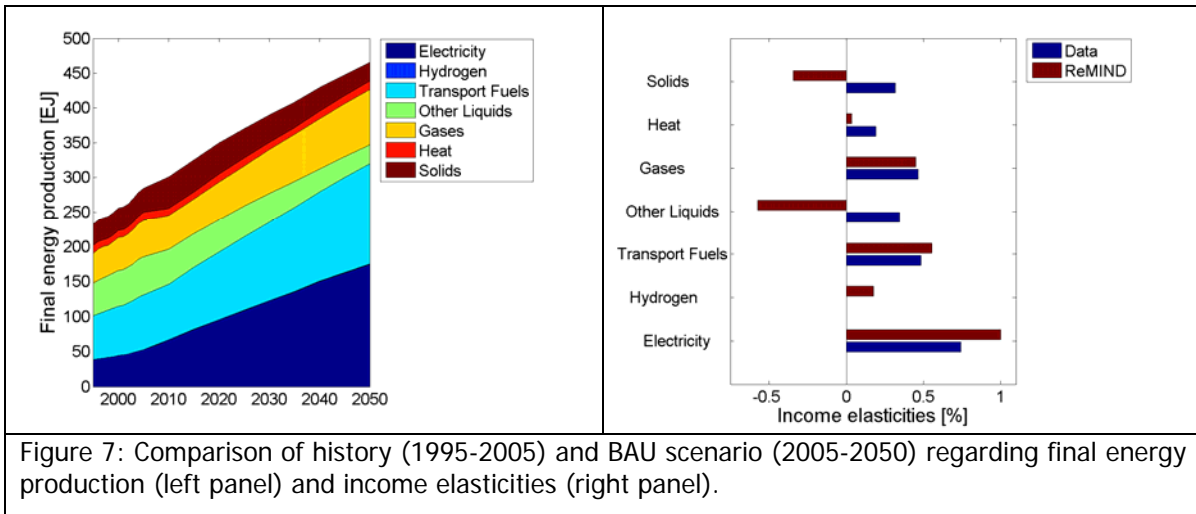 500
450
400
350
300
250
200
150
100
50
0
Final energy production [EJ]
2000 2010 2020 2030 2040 2050
Electricity
Hydrogen
Transport Fuels
Other Liquids
Gases
Heat
Solids
Solids
Heat
Gases
Other Liquids
Transport Fuels
Hydrogen
Electricity
-0.5 0 0.5 1
Income elasticities [%]
Data
ReMIND
Figure 7: Comparison of history (1995-2005) and BAU scenario (2005-2050) regarding final energy
production (left panel) and income elasticities (right panel).